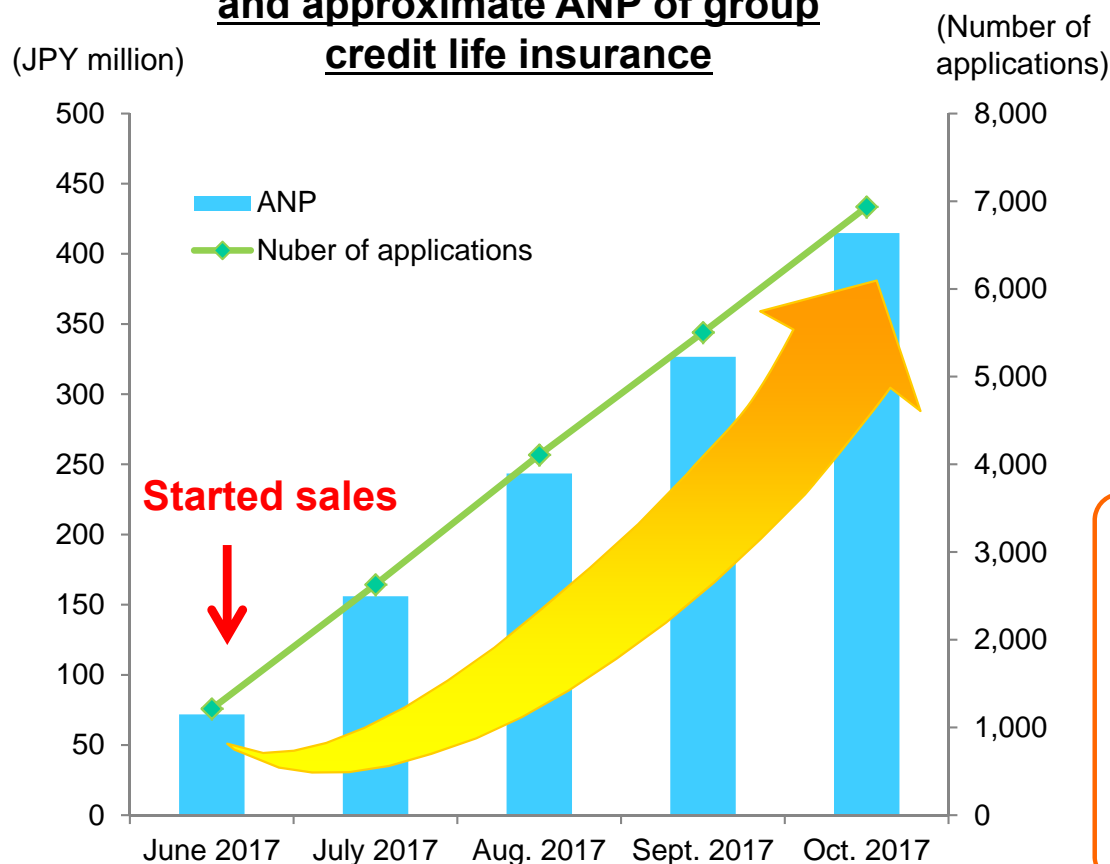 and approximate ANP of group
credit life insurance
(JPY million)
(Number of
applications)
500
450
400
350
300
250
200
150
100
50
0
8,000
7,000
6,000
5,000
4,000
3,000
2,000
1,000
0
ANP
Nuber of applications
Started sales
June 2017 July 2017 Aug. 2017 Sept. 2017 Oct. 2017